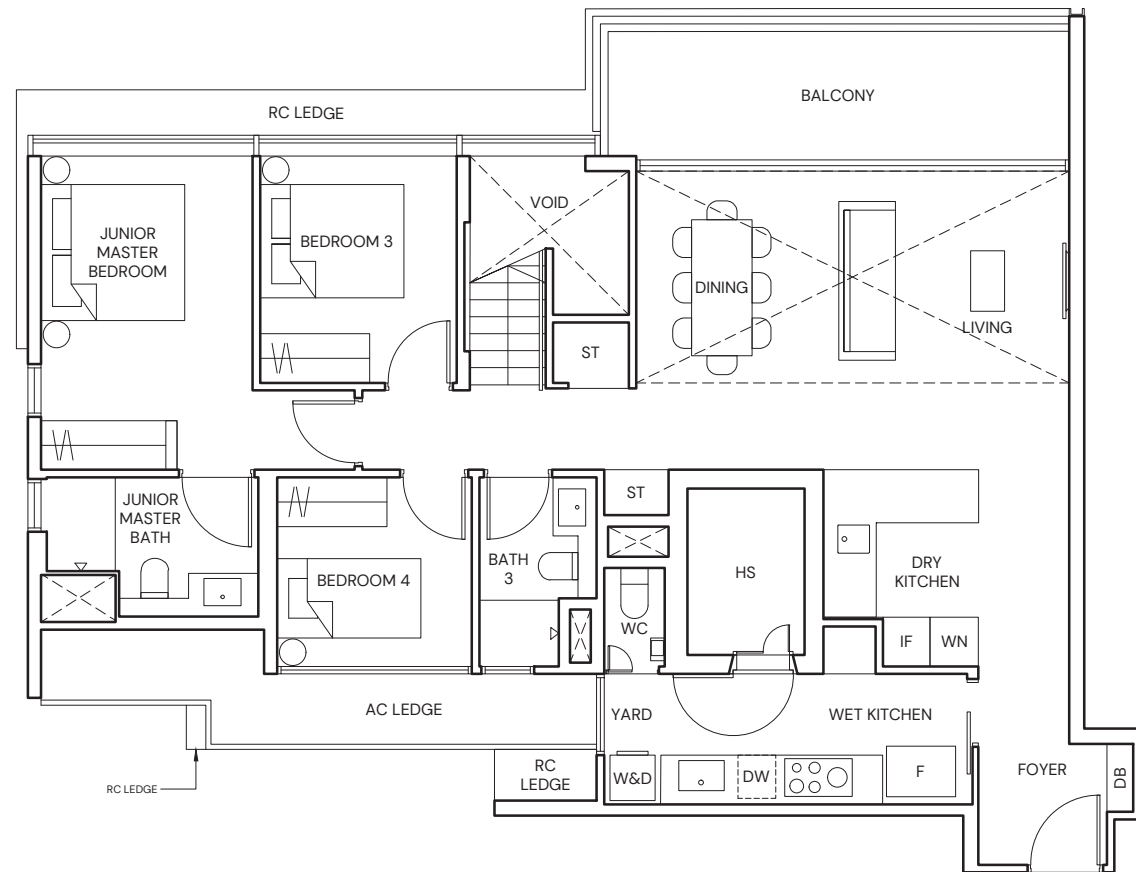 BALCONY
RC LEDGE
VOID
JUNIOR
MASTER
BEDROOM
BEDROOM 3
DINING
LIVING
ST
JUNIOR
MASTER
BATH
ST
BATH
3
BEDROOM 4
HS
DRY
KITCHEN
WC
IF
WN
AC LEDGE
YARD
WET KITCHEN
RC
LEDGE
W&D
DW
F
FOYER
DB
RC LEDGE